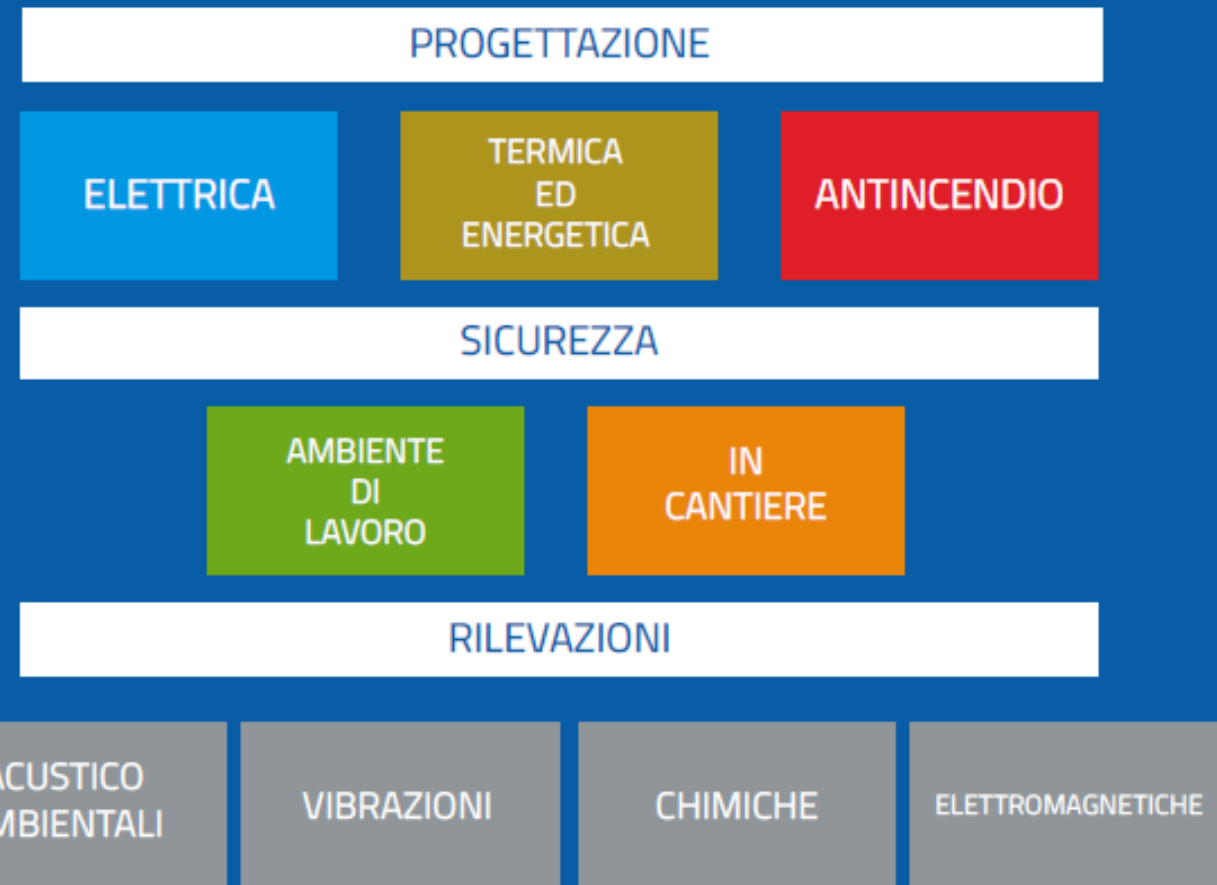 PROGETTAZIONE
ELETTRICA
TERMICA
ED
ENERGETICA
ANTINCENDIO
SICUREZZA
AMBIENTE
DI
LAVORO
IN
CANTIERE
RILEVAZIONI
ACUSTICO
MBIENTALI
VIBRAZIONI
CHIMICHE
ELETTROMAGNETICHE